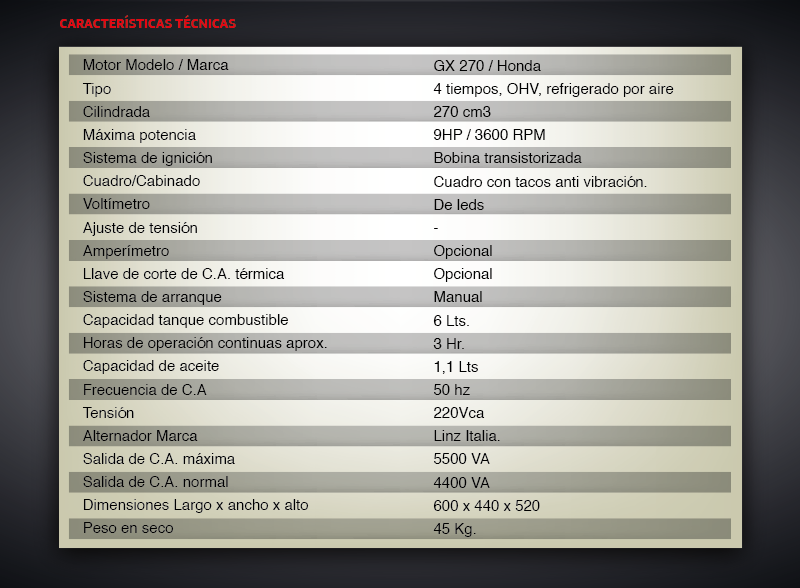 CARACTERÍSTICAS TÉCNICAS
Motor Modelo / Marca GX 270 / Honda
Tipo 4 tiempos, OHV, refrigerado por aire
Cilindrada 270 cm3
Máxima potencia 9HP / 3600 RPM
Sistema de ignición Bobina transistorizada
Cuadro/Cabinado Cuadro con tacos anti vibración.
Voltímetro De leds
Ajuste de tensión -
Amperímetro Opcional
Llave de corte de C.A. térmica Opcional
Sistema de arranque Manual
Capacidad tanque combustible 6 Lts.
Horas de operación continuas aprox. 3 Hr.
Capacidad de aceite 1,1 Lts
Frecuencia de C.A 50 hz
Tensión 220Vca
Alternador Marca Linz Italia.
Salida de C.A. máxima 5500 VA
Salida de C.A. normal 4400 VA
Dimensiones Largo x ancho x alto 600 x 440 x 520
Peso en seco 45 Kg.